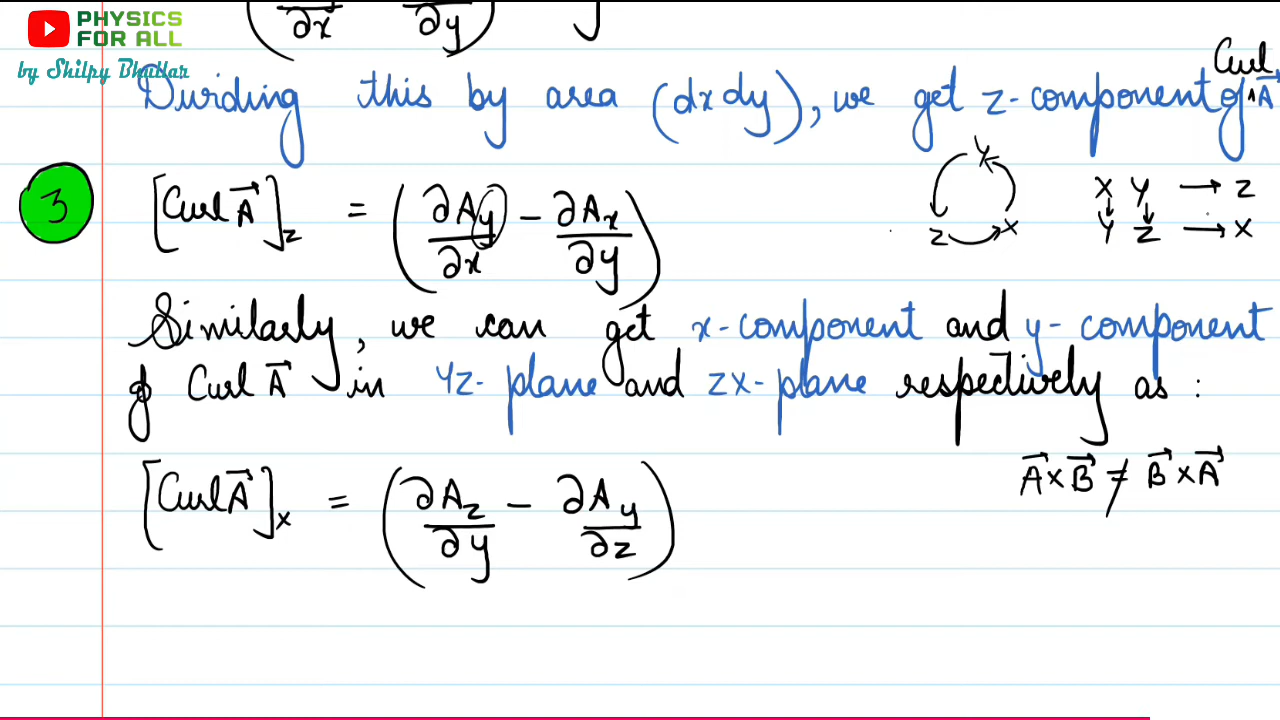 PHYSICS
FOR ALL
by Shilpy Bhullar
∂x ∂y
Curl
Dividing this by area (dxdy), we get z-component of A⃗
3 [Curl A⃗]z = (∂Ay/∂x - ∂Ax/∂y)
Y
Z X
X Y → Z
↓ ↓
Y Z → X
Similarly, we can get x-component and y-component
of Curl A⃗ in YZ-plane and ZX-plane respectively as :
A⃗×B⃗ ≠ B⃗×A⃗
[Curl A⃗]x = (∂Az/∂y - ∂Ay/∂z)